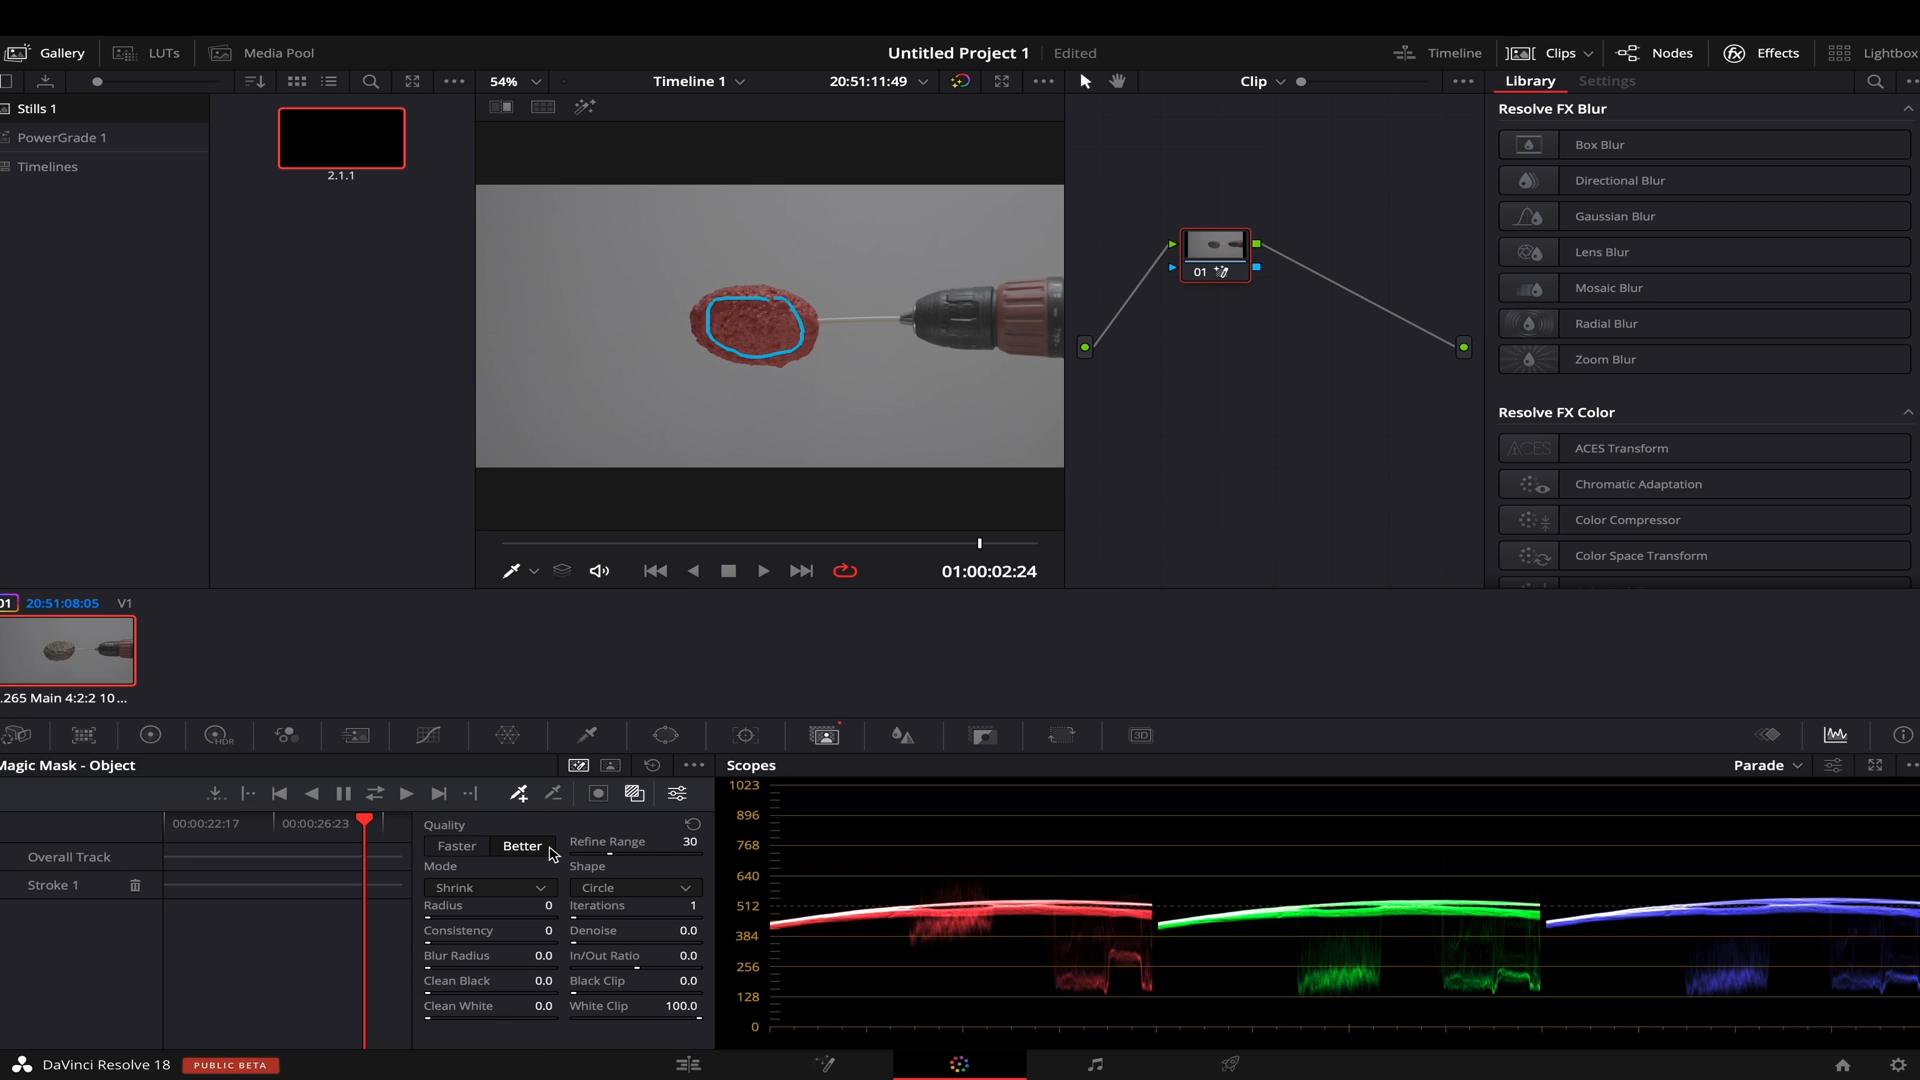 Gallery LUTs Media Pool Untitled Project 1 Edited Timeline Clips Nodes Effects Lightbox
54% Timeline 1 20:51:11:49 Clip Library Settings
Stills 1
PowerGrade 1
Timelines
2.1.1
Resolve FX Blur
Box Blur
Directional Blur
Gaussian Blur
Lens Blur
Mosaic Blur
Radial Blur
Zoom Blur
Resolve FX Color
ACES ACES Transform
Chromatic Adaptation
Color Compressor
Color Space Transform
01
01:00:02:24
01 20:51:08:05 V1
.265 Main 4:2:2 10...
HDR 3D
Magic Mask - Object
Scopes Parade
00:00:22:17 00:00:26:23
Overall Track
Stroke 1
Quality
Faster Better Refine Range 30
Mode Shape
Shrink Circle
Radius 0 Iterations 1
Consistency 0 Denoise 0.0
Blur Radius 0.0 In/Out Ratio 0.0
Clean Black 0.0 Black Clip 0.0
Clean White 0.0 White Clip 100.0
1023
896
768
640
512
384
256
128
0
DaVinci Resolve 18 PUBLIC BETA